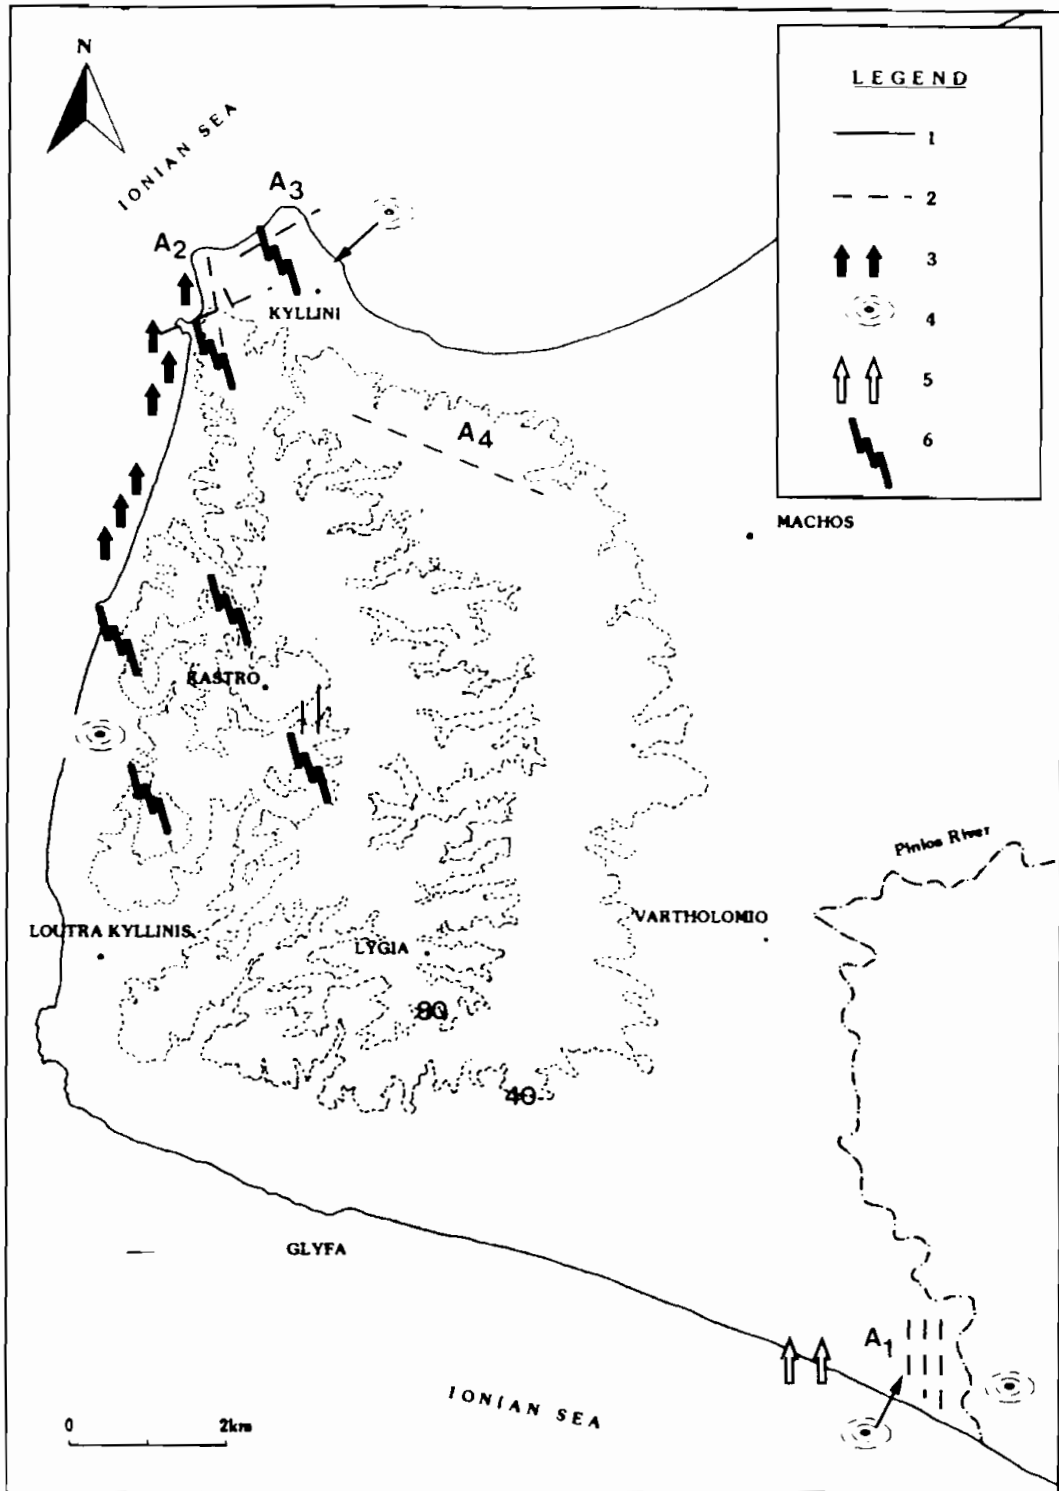 N
LEGEND
1
2
3
4
5
6
IONIAN SEA
A3
A2
KYLLINI
A4
MACHOS
KASTRO
Pinios River
VARTHOLOMIO
LOUTRA KYLLINIS
LYGIA
80
40
GLYFA
A1
IONIAN SEA
0 2km